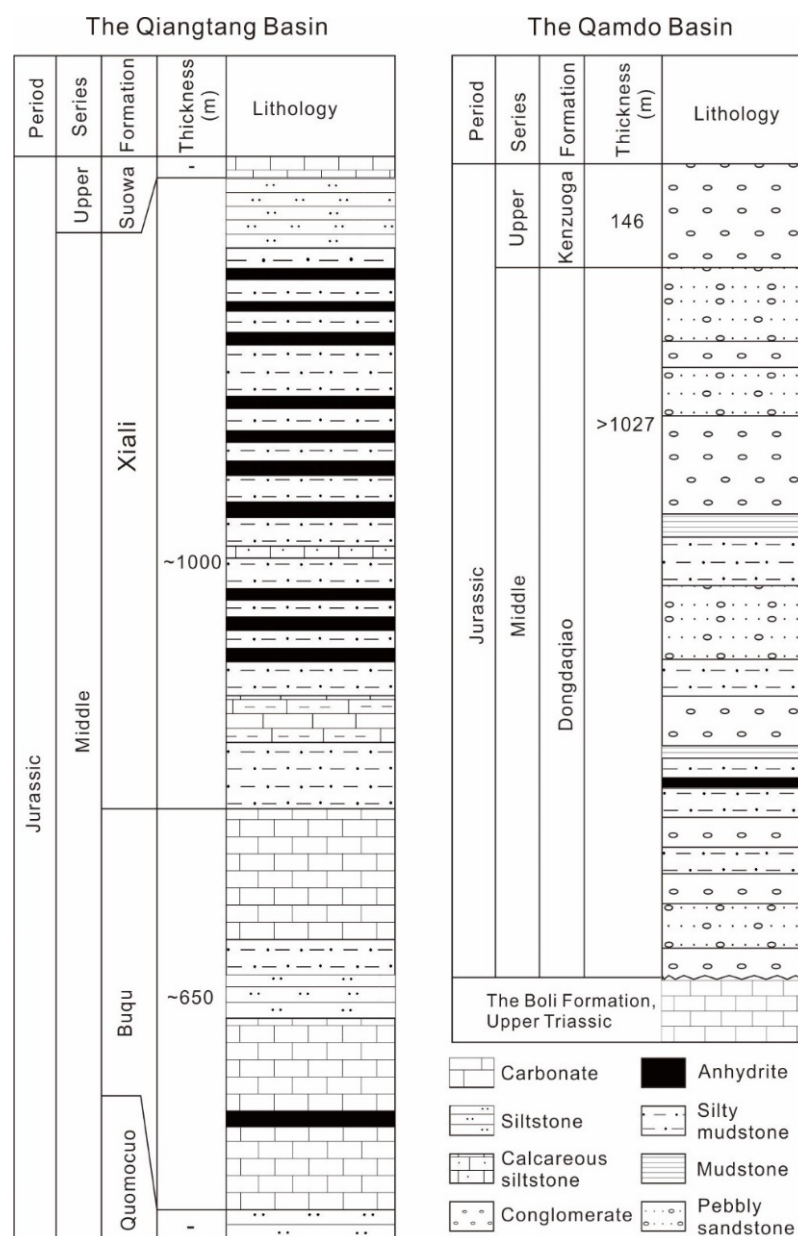 The Qiangtang Basin
Period
Series
Formation
Thickness
(m)
Lithology
Jurassic
Upper
Middle
Suowa
Xiali
Buqu
Quomocuo
-
~1000
~650
-
The Qamdo Basin
Period
Series
Formation
Thickness
(m)
Lithology
Jurassic
Upper
Middle
Kenzuoga
Dongdaqiao
146
>1027
The Boli Formation,
Upper Triassic
Carbonate
Anhydrite
Siltstone
Silty
mudstone
Calcareous
siltstone
Mudstone
Conglomerate
Pebbly
sandstone